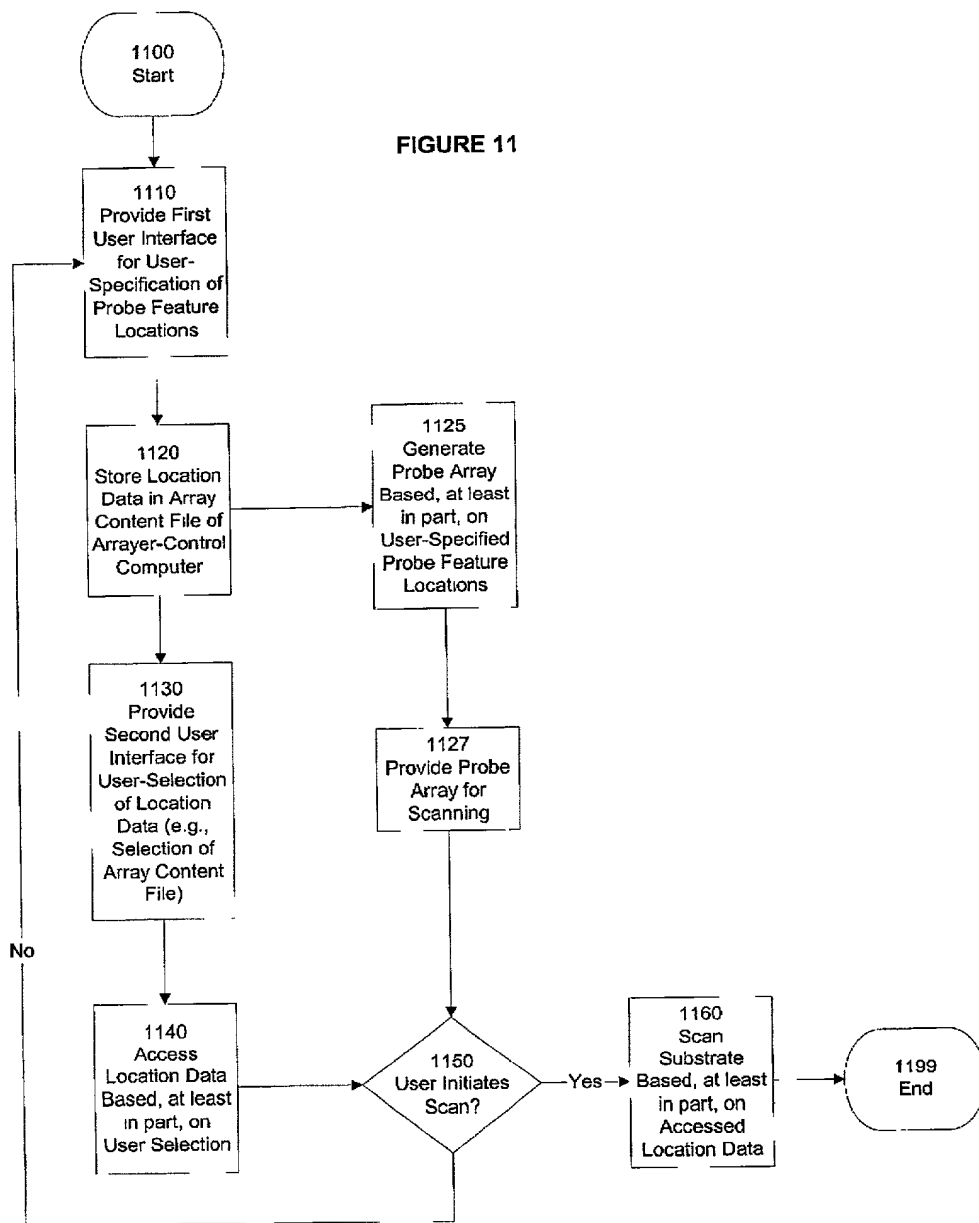 1100
Start
FIGURE 11
1110
Provide First
User Interface
for User-
Specification of
Probe Feature
Locations
1120
Store Location
Data in Array
Content File of
Arrayer-Control
Computer
1125
Generate
Probe Array
Based, at least
in part, on
User-Specified
Probe Feature
Locations
1130
Provide
Second User
Interface for
User-Selection
of Location
Data (e.g.,
Selection of
Array Content
File)
1127
Provide Probe
Array for
Scanning
No
1140
Access
Location Data
Based, at least
in part, on
User Selection
1150
User Initiates
Scan?
Yes
1160
Scan
Substrate
Based, at least
in part, on
Accessed
Location Data
1199
End